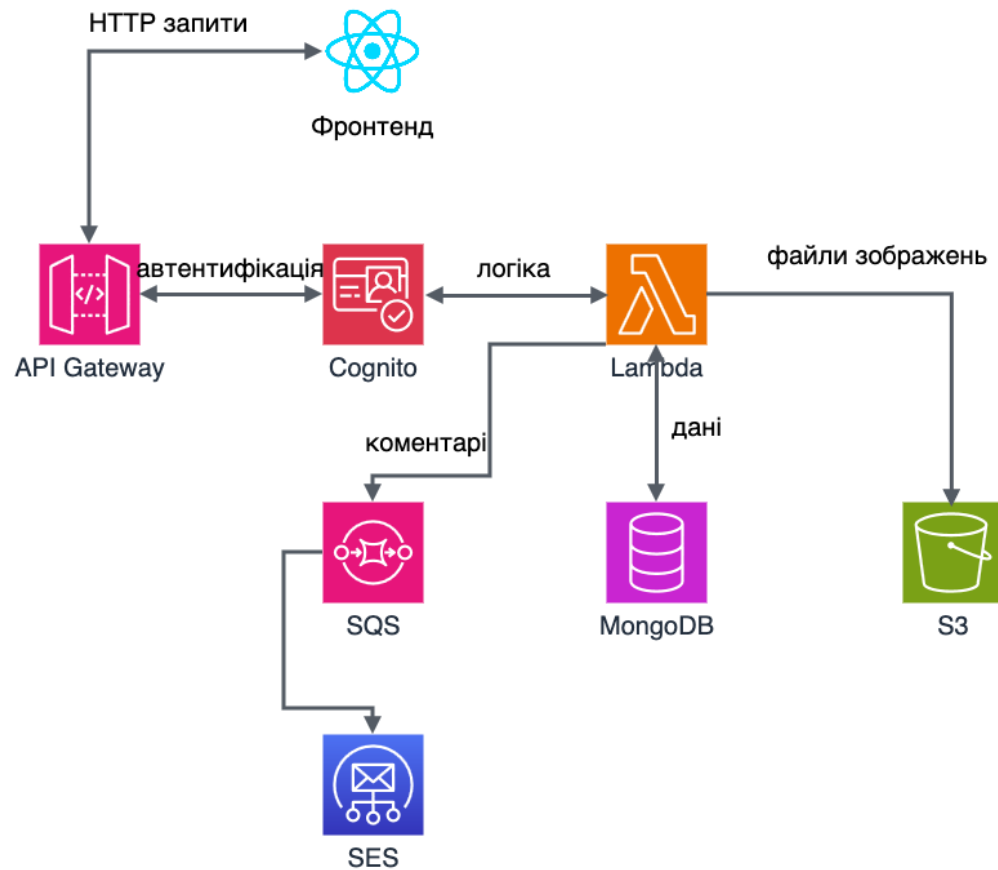 HTTP запити
Фронтенд
автентифікація
логіка
файли зображень
API Gateway
Cognito
Lambda
коментарі
дані
SQS
MongoDB
S3
SES